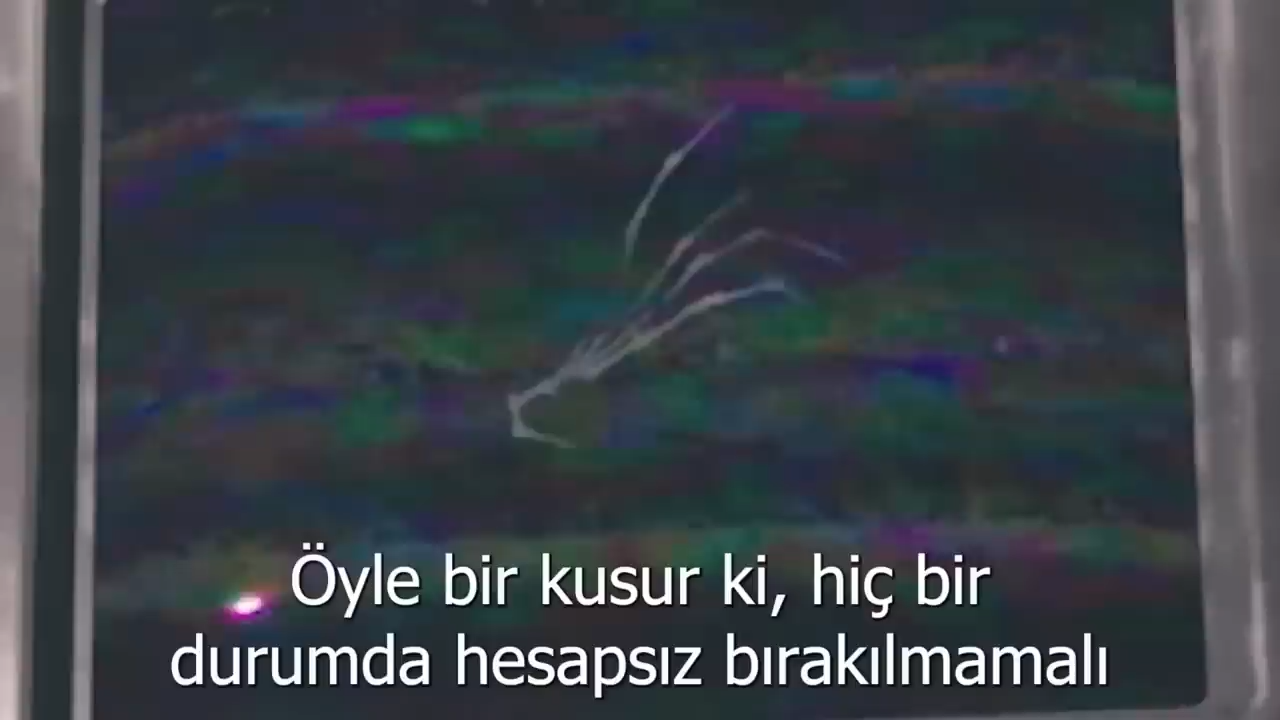 Öyle bir kusur ki, hiç bir
durumda hesapsız bırakılmamalı